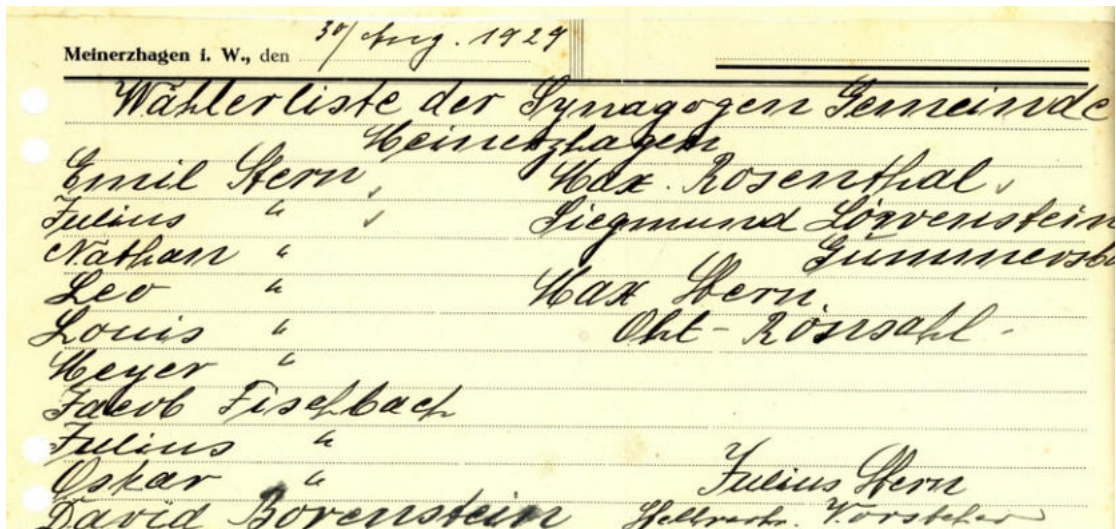 Meinerzhagen i. W., den 30/Aug. 1929
Wählerliste der Synagogen Gemeinde
Meinerzhagen
Emil Stern
Julius "
Nathan "
Leo "
Louis "
Meyer "
Jacob Fischbach
Julius "
Oskar "
David Borenstein
Max. Rosenthal
Siegmund Löwenstein
Gummersba
Max Stern
Ohl - Rönsahl -
Julius Stern
Stellvertr. Vorsteher